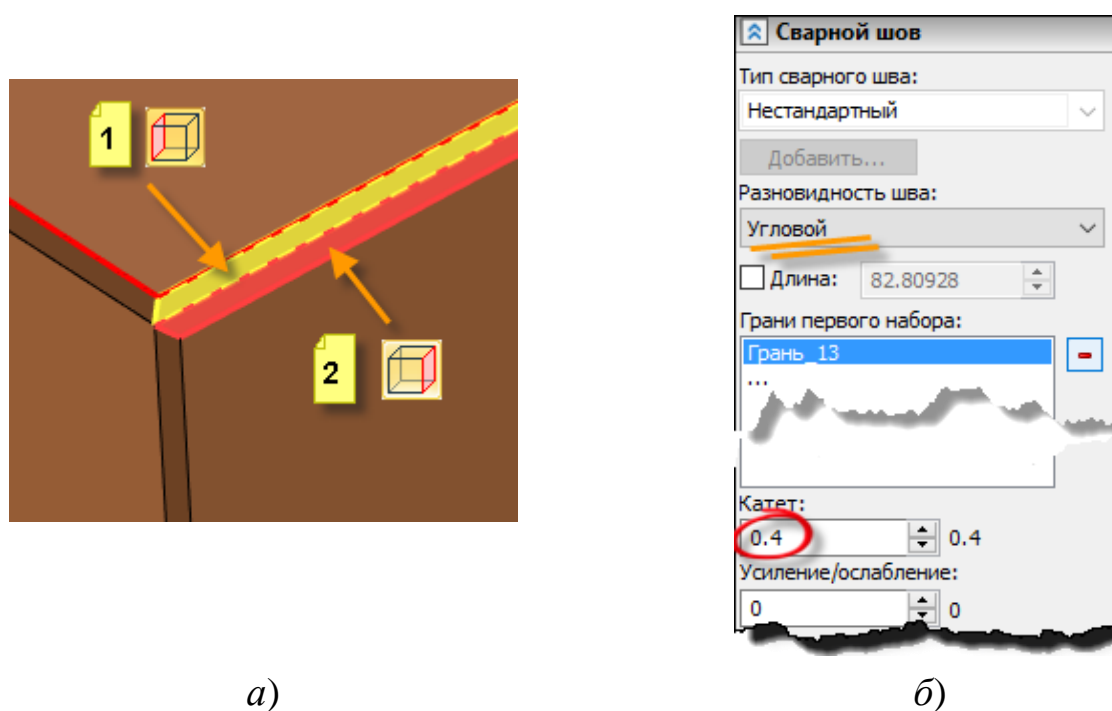 Сварной шов
Тип сварного шва:
Нестандартный
Добавить...
Разновидность шва:
Угловой
Длина: 82.80928
Грани первого набора:
Грань_13
...
Катет:
0.4 0.4
Усиление/ослабление:
0 0
1
2
а) б)